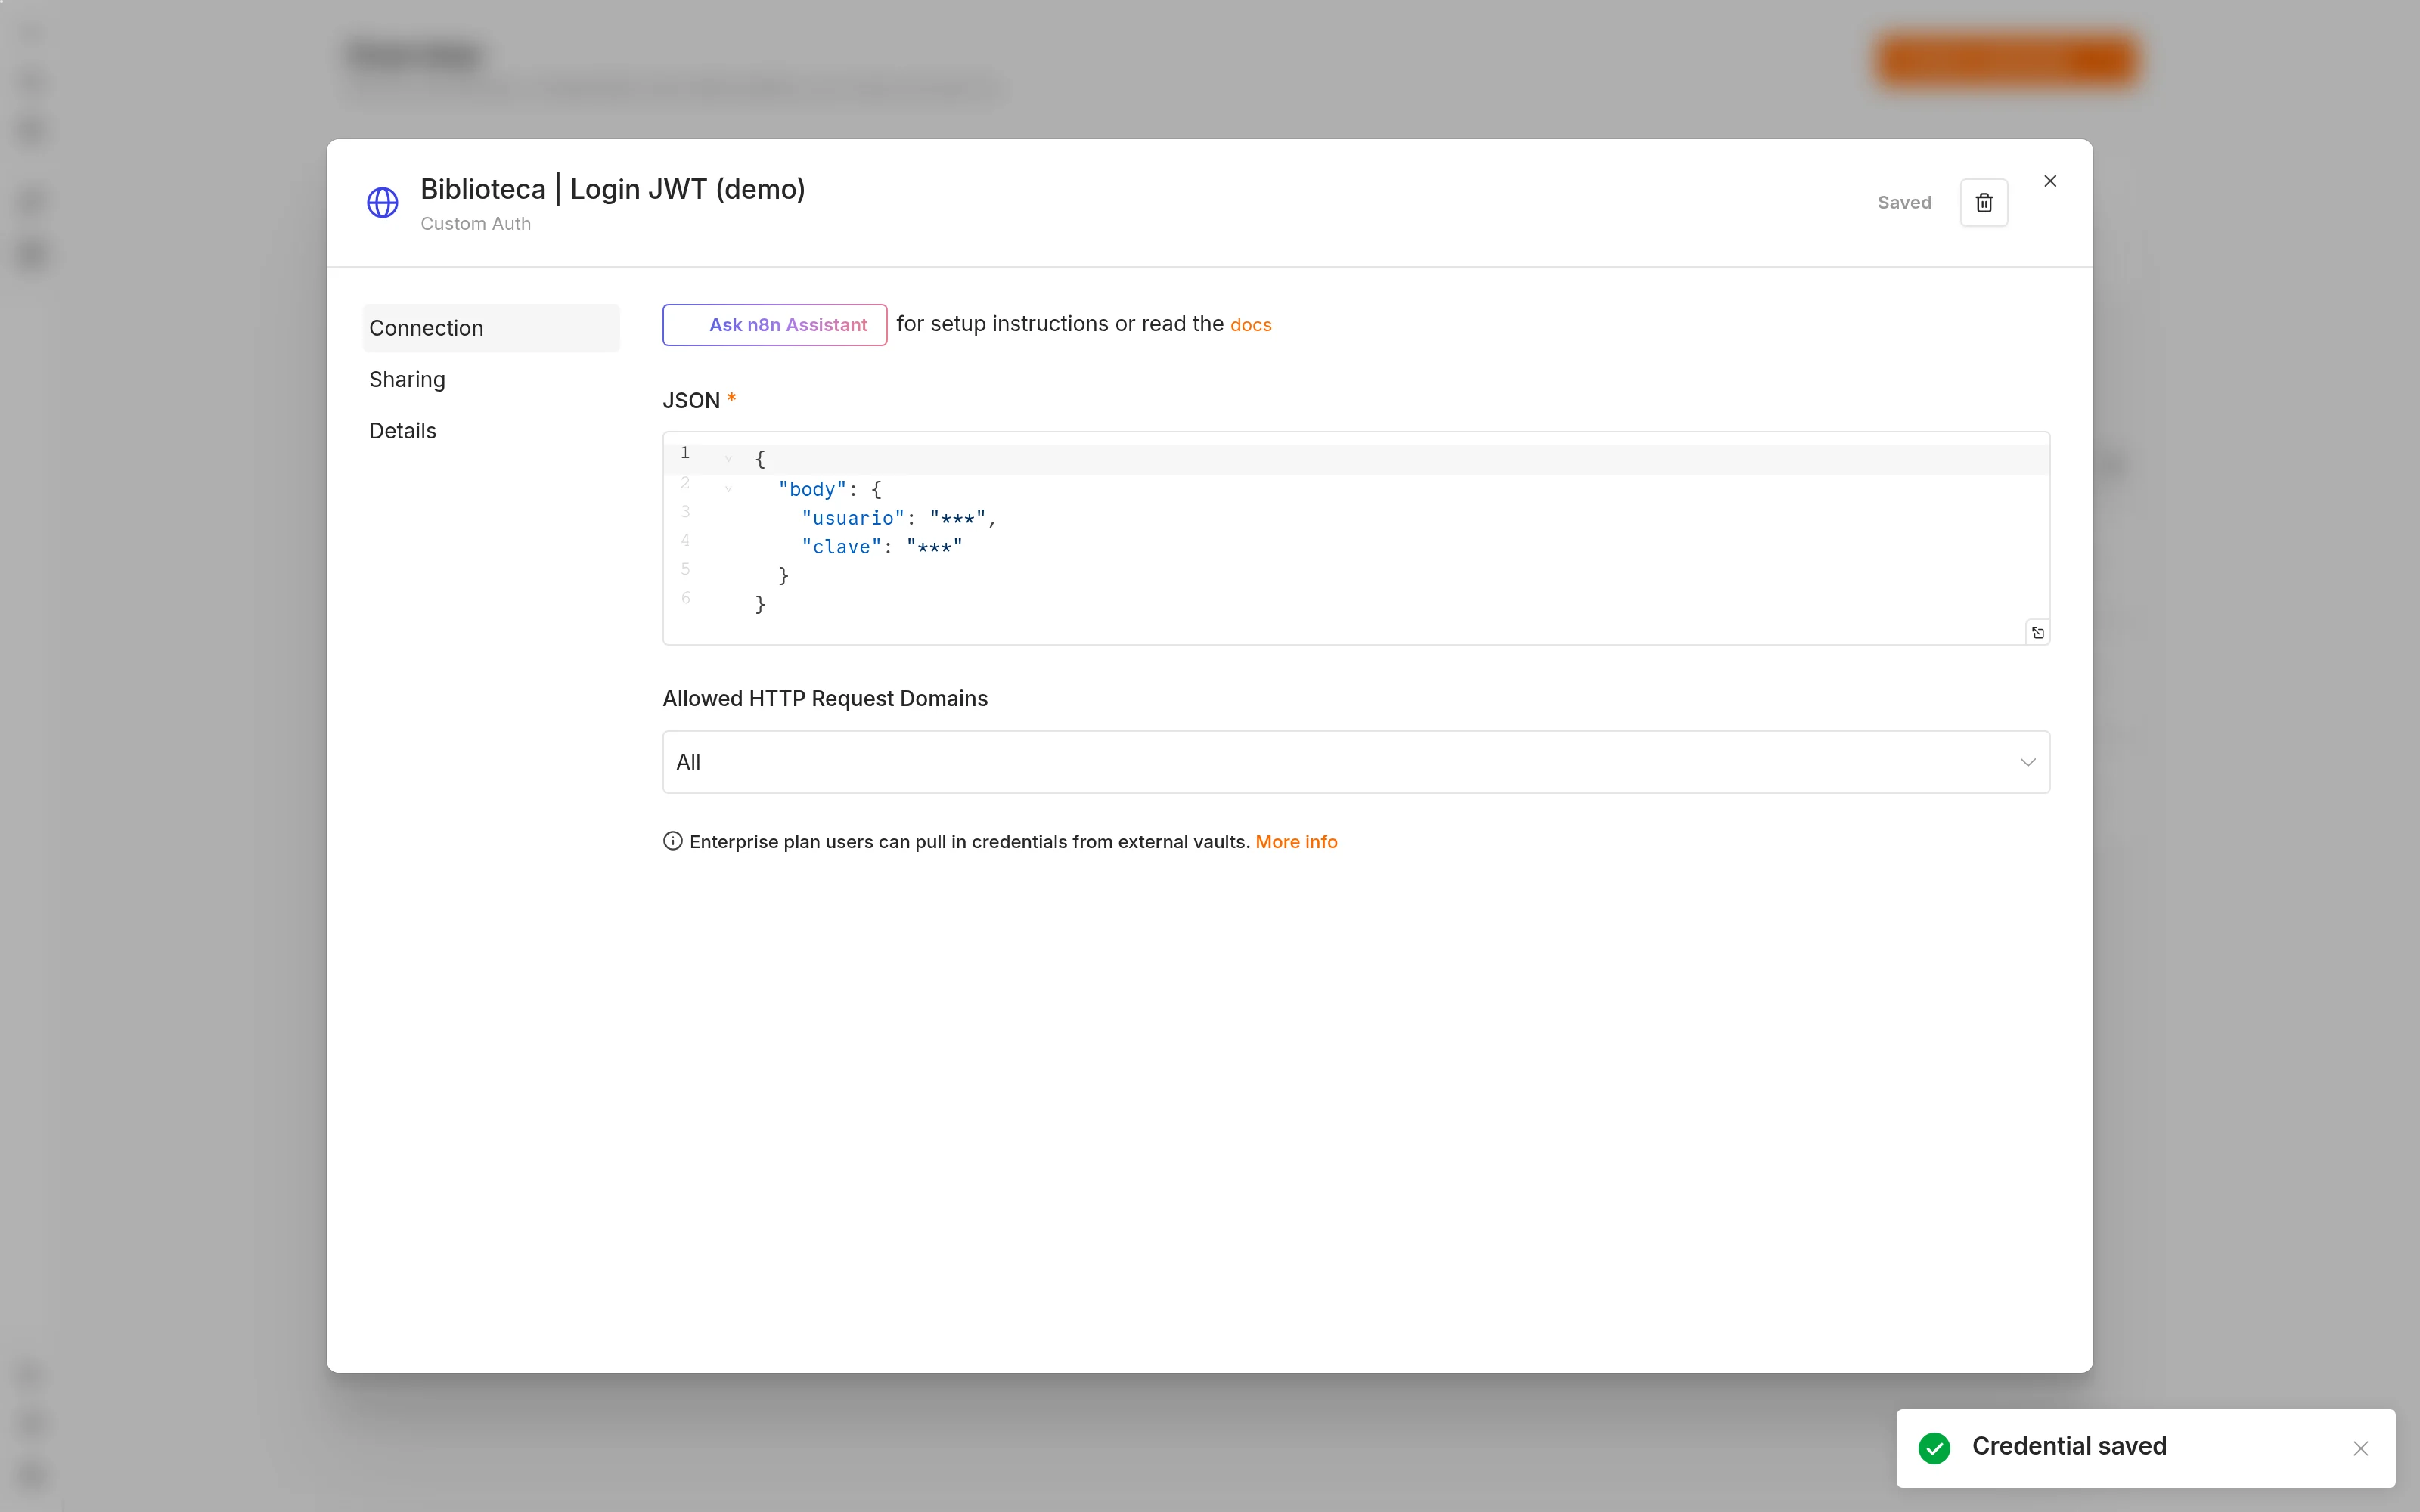 Biblioteca | Login JWT (demo)
Custom Auth
Saved
Connection
Sharing
Details
Ask n8n Assistant for setup instructions or read the docs
JSON *
1 {
2 "body": {
3 "usuario": "***",
4 "clave": "***"
5 }
6 }
Allowed HTTP Request Domains
All
Enterprise plan users can pull in credentials from external vaults. More info
Credential saved